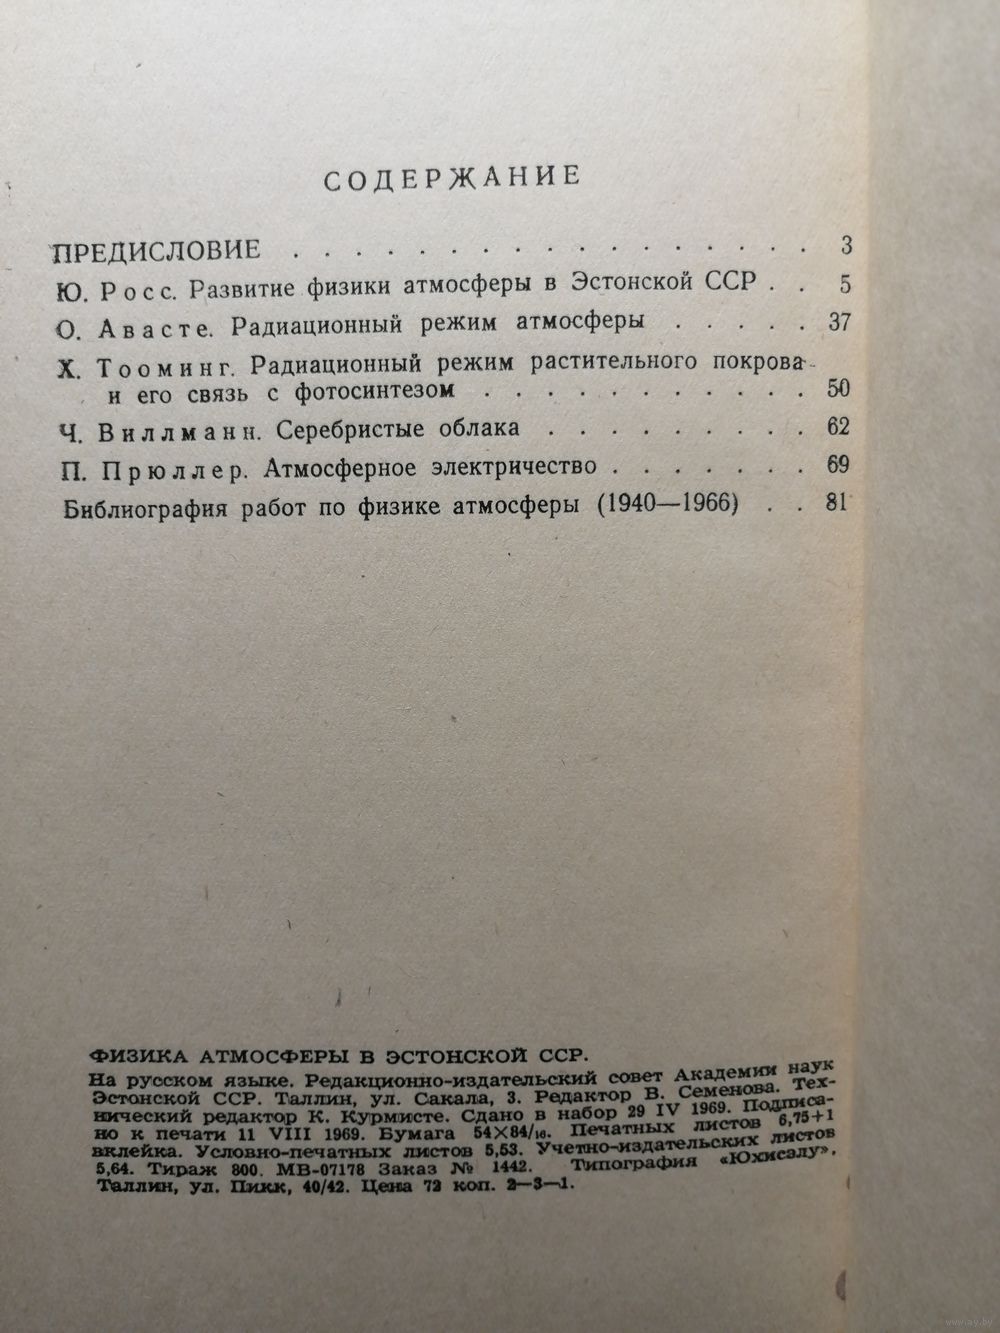 СОДЕРЖАНИЕ
ПРЕДИСЛОВИЕ . . . . . . . . . . . . . . . . . 3
Ю. Росс. Развитие физики атмосферы в Эстонской ССР . . 5
О. Авасте. Радиационный режим атмосферы . . . . . 37
Х. Тооминг. Радиационный режим растительного покрова
и его связь с фотосинтезом . . . . . . . . . . . 50
Ч. Виллманн. Серебристые облака . . . . . . . . . 62
П. Прюллер. Атмосферное электричество . . . . . . . 69
Библиография работ по физике атмосферы (1940—1966) . . 81
ФИЗИКА АТМОСФЕРЫ В ЭСТОНСКОЙ ССР.
На русском языке. Редакционно-издательский совет Академии наук
Эстонской ССР. Таллин, ул. Сакала, 3. Редактор В. Семенова. Тех-
нический редактор К. Курмисте. Сдано в набор 29 IV 1969. Подписа-
но к печати 11 VIII 1969. Бумага 54×84/16. Печатных листов 6,75+1
вклейка. Условно-печатных листов 5,53. Учетно-издательских листов
5,64. Тираж 800. МВ-07178 Заказ № 1442. Типография «Юхисэлу»,
Таллин, ул. Пикк, 40/42. Цена 72 коп. 2—3—1.
www.ay.by